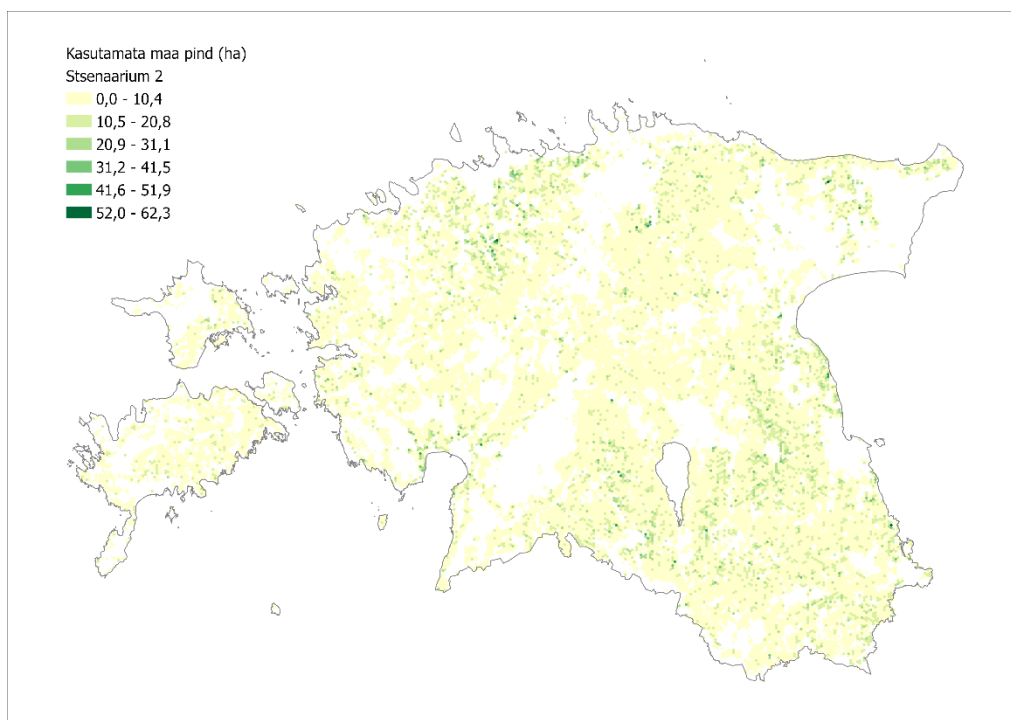 Kasutamata maa pind (ha)
Stsenaarium 2
0,0 - 10,4
10,5 - 20,8
20,9 - 31,1
31,2 - 41,5
41,6 - 51,9
52,0 - 62,3